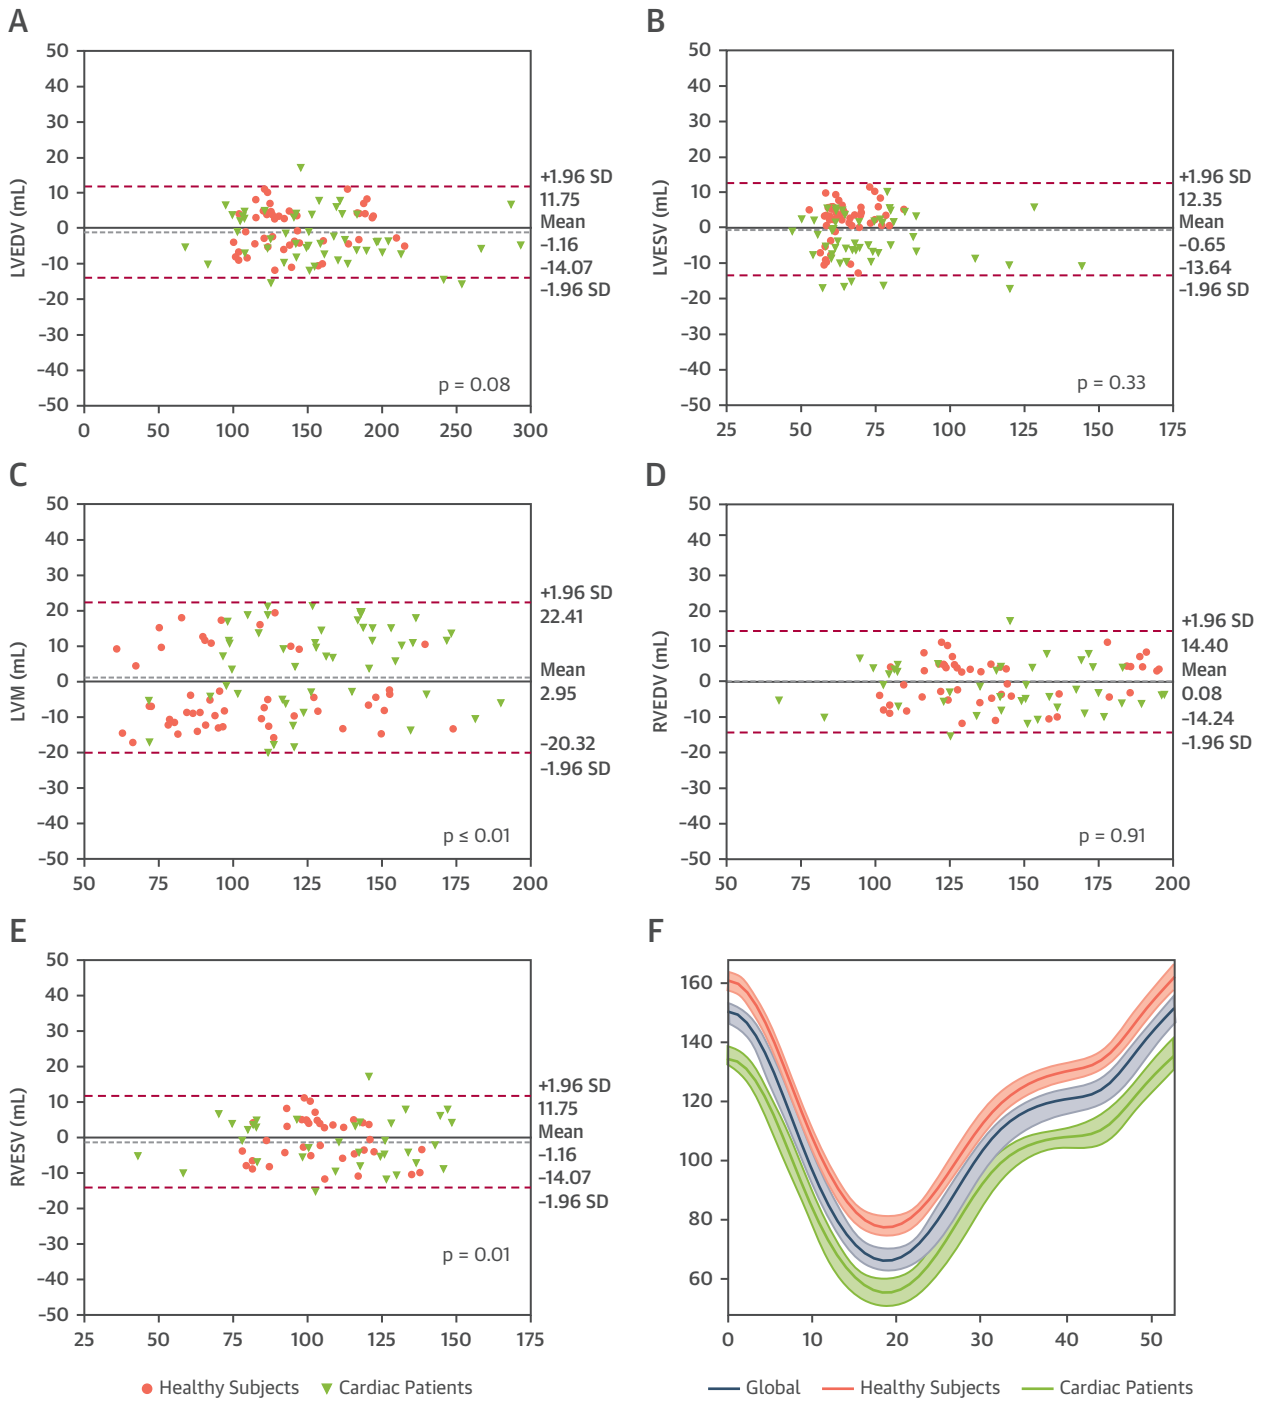 A
50
40
30
20
10
0
-10
-20
-30
-40
-50
LVEDV (mL)
+1.96 SD
11.75
Mean
-1.16
-14.07
-1.96 SD
p = 0.08
0 50 100 150 200 250 300
B
50
40
30
20
10
0
-10
-20
-30
-40
-50
LVESV (mL)
+1.96 SD
12.35
Mean
-0.65
-13.64
-1.96 SD
p = 0.33
25 50 75 100 125 150 175
C
50
40
30
20
10
0
-10
-20
-30
-40
-50
LVM (mL)
+1.96 SD
22.41
Mean
2.95
-20.32
-1.96 SD
p ≤ 0.01
50 75 100 125 150 175 200
D
50
40
30
20
10
0
-10
-20
-30
-40
-50
RVEDV (mL)
+1.96 SD
14.40
Mean
0.08
-14.24
-1.96 SD
p = 0.91
50 75 100 125 150 175 200
E
50
40
30
20
10
0
-10
-20
-30
-40
-50
RVESV (mL)
+1.96 SD
11.75
Mean
-1.16
-14.07
-1.96 SD
p = 0.01
25 50 75 100 125 150 175
Healthy Subjects Cardiac Patients
F
160
140
120
100
80
60
0 10 20 30 40 50
Global Healthy Subjects Cardiac Patients